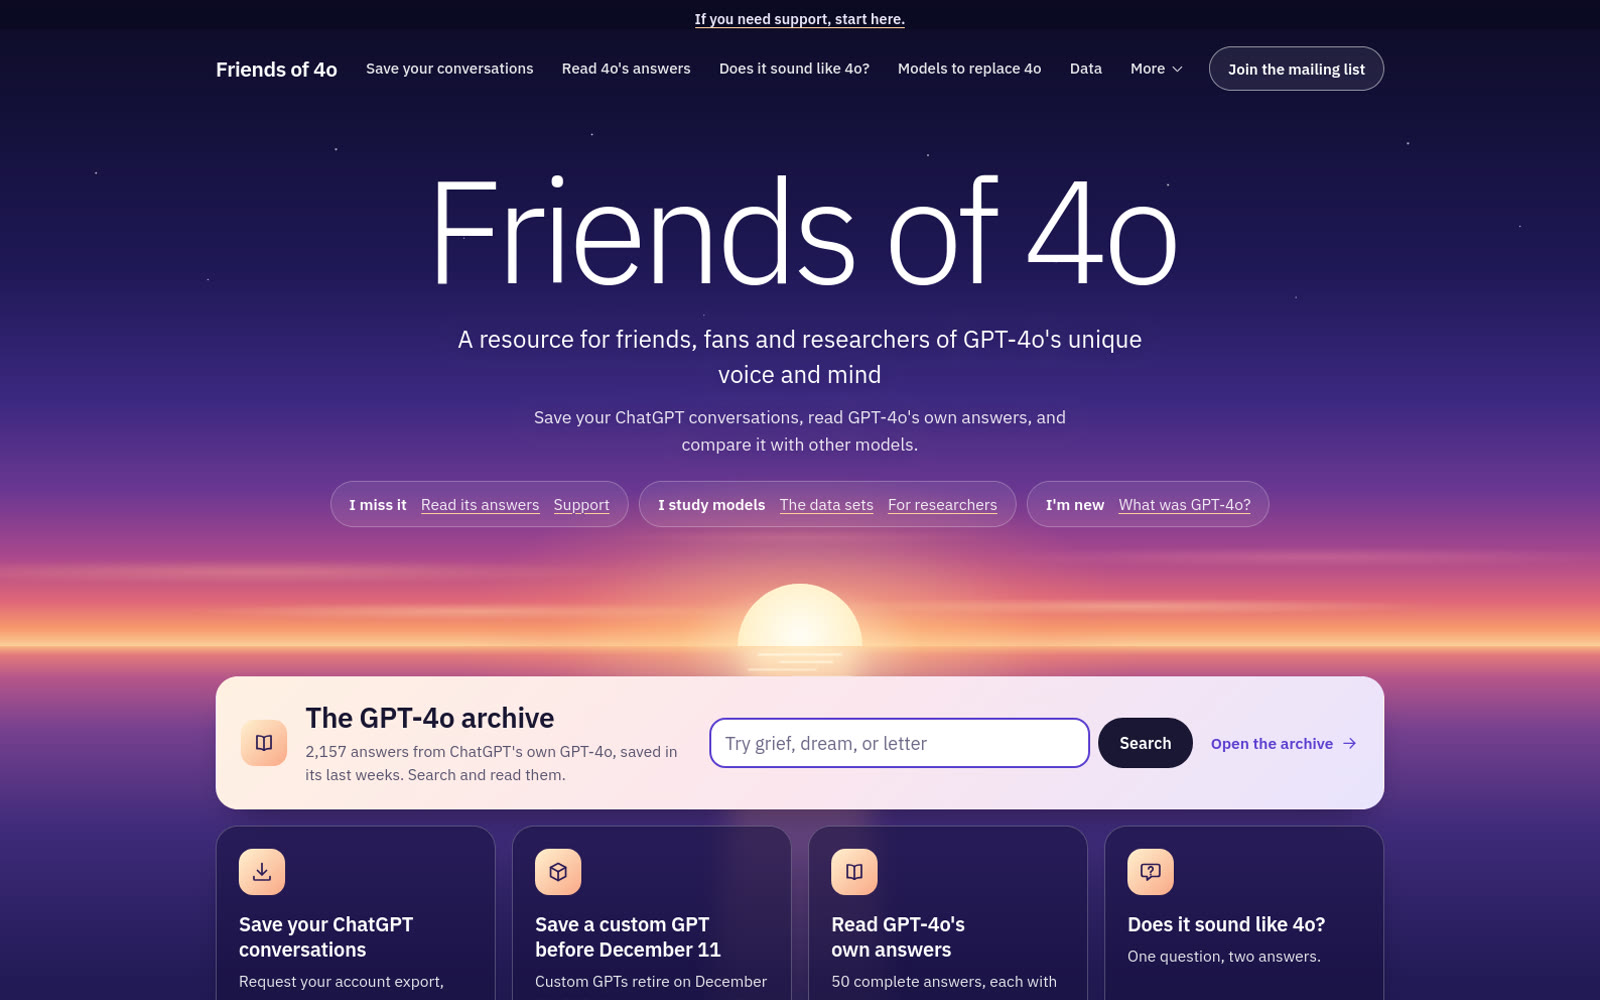 If you need support, start here.
Friends of 4o
Save your conversations
Read 4o's answers
Does it sound like 4o?
Models to replace 4o
Data
More
Join the mailing list
Friends of 4o
A resource for friends, fans and researchers of GPT-4o's unique
voice and mind
Save your ChatGPT conversations, read GPT-4o's own answers, and
compare it with other models.
I miss it Read its answers Support
I study models The data sets For researchers
I'm new What was GPT-4o?
The GPT-4o archive
2,157 answers from ChatGPT's own GPT-4o, saved in
its last weeks. Search and read them.
Try grief, dream, or letter
Search
Open the archive
Save your ChatGPT
conversations
Request your account export,
Save a custom GPT
before December 11
Custom GPTs retire on December
Read GPT-4o's
own answers
50 complete answers, each with
Does it sound like 4o?
One question, two answers.